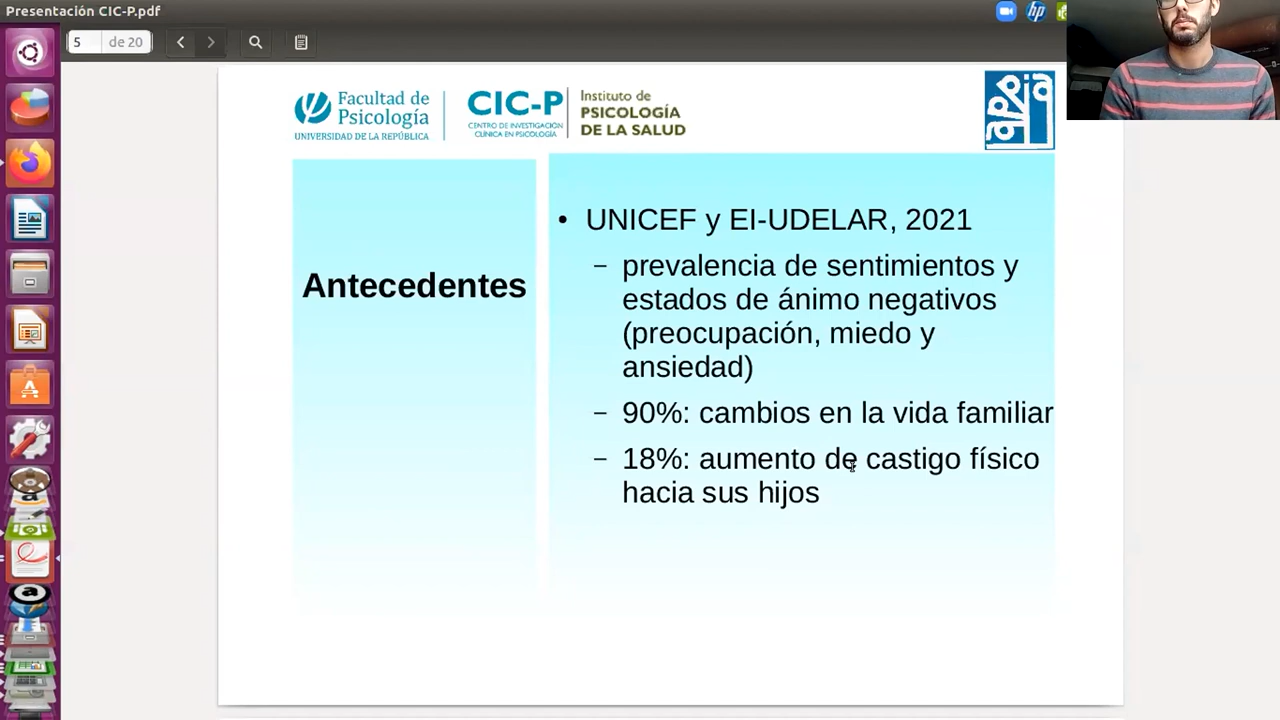 Presentación CIC-P.pdf
5 de 20
Facultad de
Psicología
UNIVERSIDAD DE LA REPÚBLICA
CIC-P
CENTRO DE INVESTIGACIÓN
CLÍNICA EN PSICOLOGÍA
Instituto de
PSICOLOGÍA
DE LA SALUD
appia
hp
Antecedentes
• UNICEF y EI-UDELAR, 2021
– prevalencia de sentimientos y
estados de ánimo negativos
(preocupación, miedo y
ansiedad)
– 90%: cambios en la vida familiar
– 18%: aumento de castigo físico
hacia sus hijos